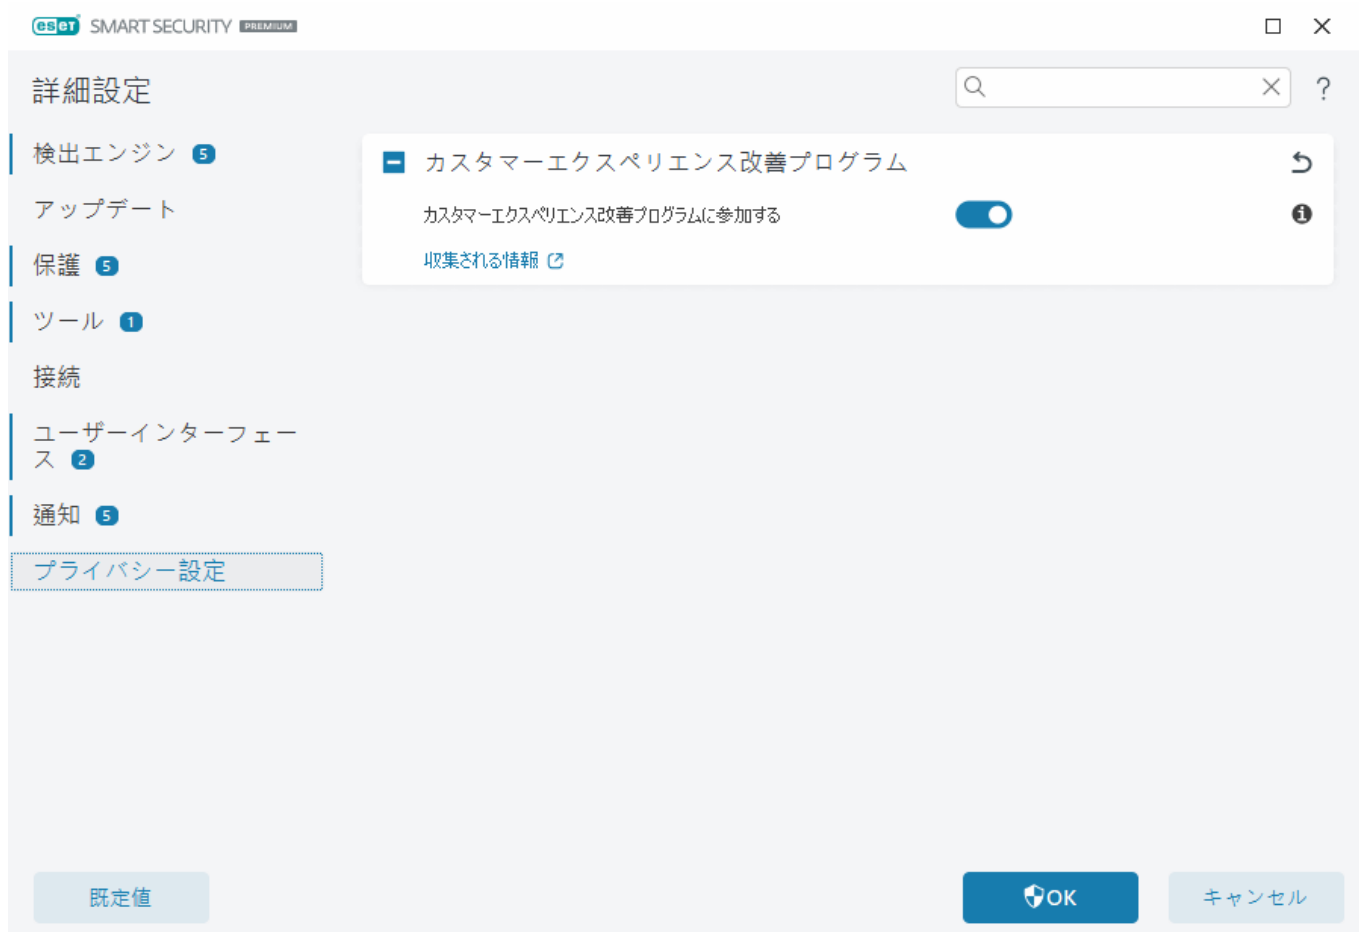 eset SMART SECURITY PREMIUM
詳細設定
?
検出エンジン 5
アップデート
保護 5
ツール 1
接続
ユーザーインターフェー
ス 2
通知 5
プライバシー設定
カスタマーエクスペリエンス改善プログラム
カスタマーエクスペリエンス改善プログラムに参加する
収集される情報
既定値
OK
キャンセル